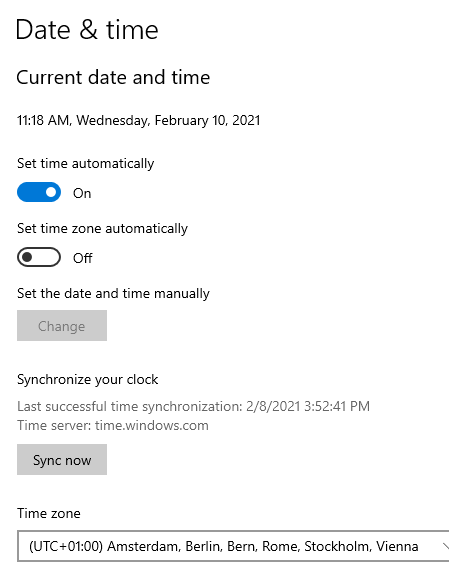 Date & time
Current date and time
11:18 AM, Wednesday, February 10, 2021
Set time automatically
On
Set time zone automatically
Off
Set the date and time manually
Change
Synchronize your clock
Last successful time synchronization: 2/8/2021 3:52:41 PM
Time server: time.windows.com
Sync now
Time zone
(UTC+01:00) Amsterdam, Berlin, Bern, Rome, Stockholm, Vienna